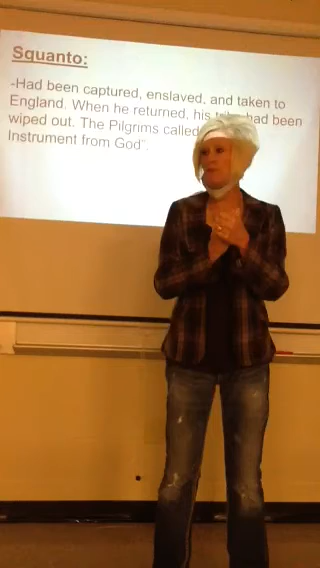 Squanto:
-Had been captured, enslaved, and taken to
England. When he returned, his tribe had been
wiped out. The Pilgrims called
Instrument from God".